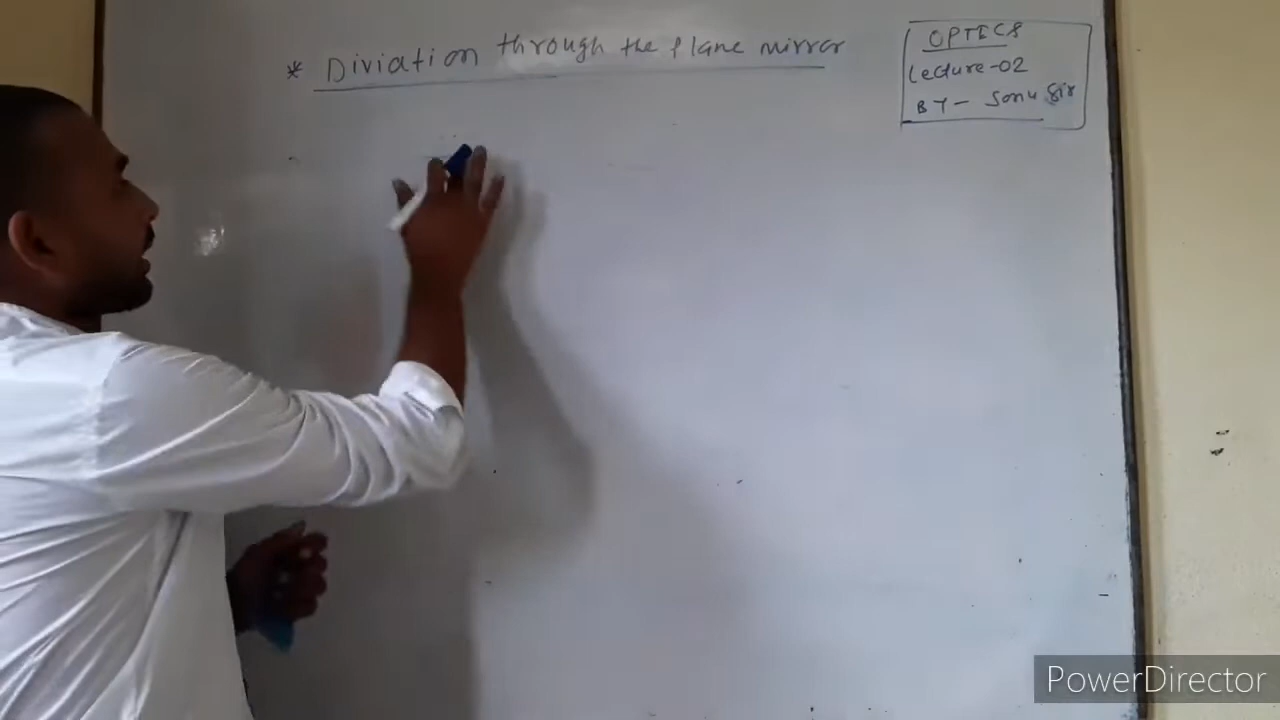 * Diviation through the plane mirror
OPTICS
Lecture-02
BY- Sonu Sir
PowerDirector